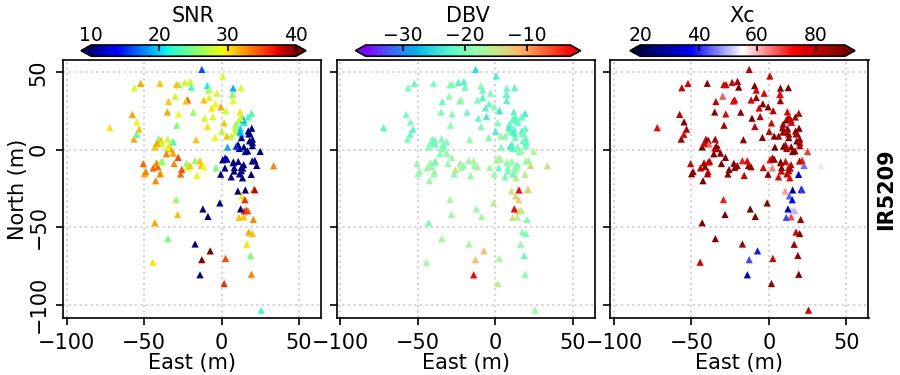 SNR DBV Xc
10 20 30 40 −30 −20 −10 20 40 60 80
50
0
−50
−100
North (m)
−100 −50 0 50 −100 −50 0 50 −100 −50 0 50
East (m) East (m) East (m)
IR5209